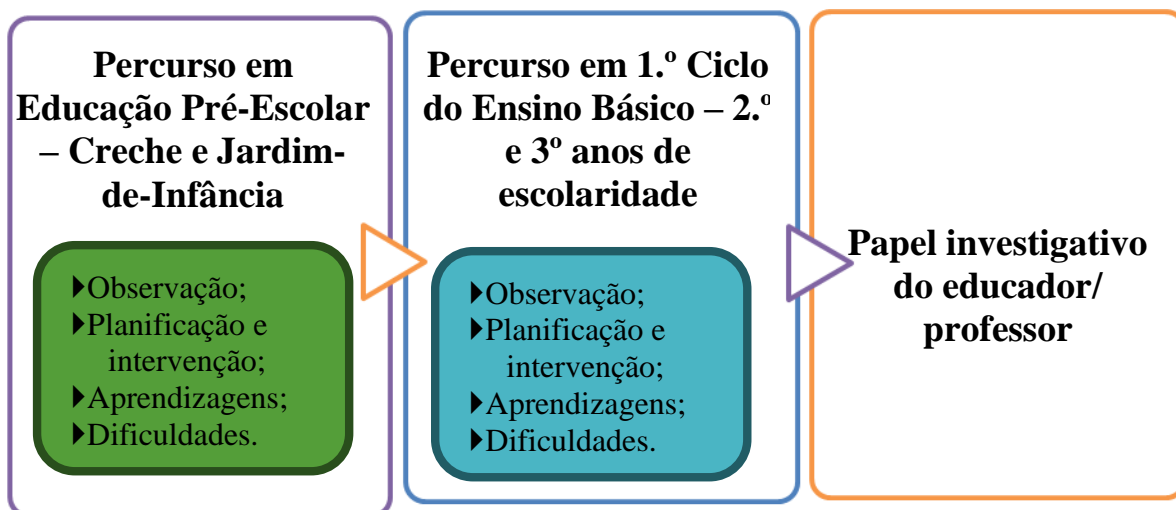 Percurso em
Educação Pré-Escolar
– Creche e Jardim-
de-Infância
Observação;
Planificação e
intervenção;
Aprendizagens;
Dificuldades.
Percurso em 1.º Ciclo
do Ensino Básico – 2.º
e 3º anos de
escolaridade
Observação;
Planificação e
intervenção;
Aprendizagens;
Dificuldades.
Papel investigativo
do educador/
professor